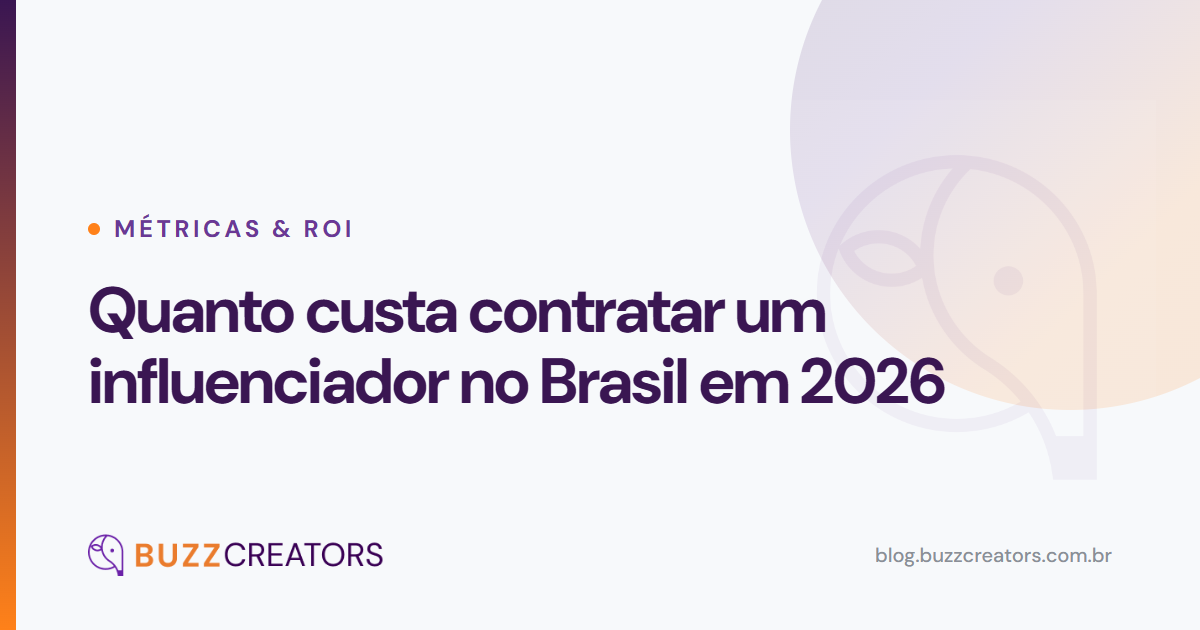 MÉTRICAS & ROI
Quanto custa contratar um
influenciador no Brasil em 2026
BUZZCREATORS
blog.buzzcreators.com.br